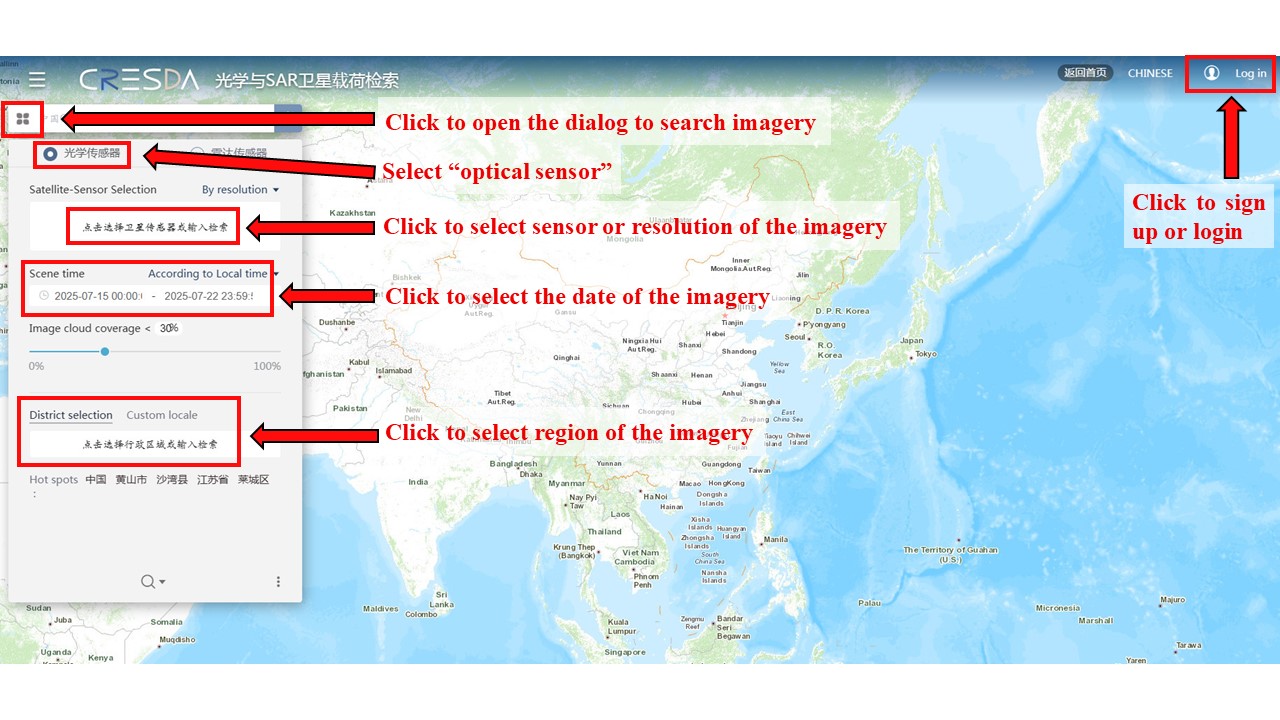 CRESDA 光学与SAR卫星载荷检索
返回首页 CHINESE Log in
Click to open the dialog to search imagery
光学传感器 雷达传感器
Select “optical sensor”
Satellite-Sensor Selection By resolution
点击选择卫星传感器或输入检索
Click to select sensor or resolution of the imagery
Click to sign
up or login
Scene time According to Local time
2025-07-15 00:00: - 2025-07-22 23:59:
Click to select the date of the imagery
Image cloud coverage < 30%
0% 100%
District selection Custom locale
点击选择行政区域或输入检索
Click to select region of the imagery
Hot spots 中国 黄山市 沙湾县 江苏省 莱城区
:
Kazakhstan
Mongolia
Inner
Mongolia Aut.Reg.
Jilin
Bishkek
Aut.Reg.
Gansu
Liaoning
Dushanbe
Tianjin
D. P. R. Korea
P'yongyang
Hebei
Seoul
R.O.
Korea
Japan
Tokyo
Ningxia Hui
Aut.Reg.
Shanxi
Shandong
Qinghai
Kabul
Islamabad
Yellow
Sea
Shaanxi
Henan
Jiangsu
Tibet
Aut.Reg.
Anhui
Shanghai
Pakistan
New
Delhi
Sichuan
Chongqing
Hubei
Zhejiang
East
China Sea
Diaoyu
Island
Chiwei
Island
Bangladesh
Dhaka
Yunnan
Guangdong
Taiwan
India
Myanmar
Macao
HongKong
Nay Pyi
Taw
Ha Noi
Hainan
Dongsha
Islands
Laos
Xisha
Islands
Huangyan
Island
Thailand
Zhongsha
Islands
Manila
Krung Thep
(Bangkok)
Viet Nam
Cambodia
South
China Sea
The Territory of Guahan
(U.S.)
Phnom
Penh
Nansha
Islands
Sudan
Juba
Somalia
Muqdisho
Uganda
Kampala
Kenya
Maldives
Sri
Lanka
Colombo
Palau
Micronesia
Majuro
Marshall
Kuala
Lumpur
Zengmu
Reef
Bandar
Seri
Begawan
Singapore
Tarawa
Yaren